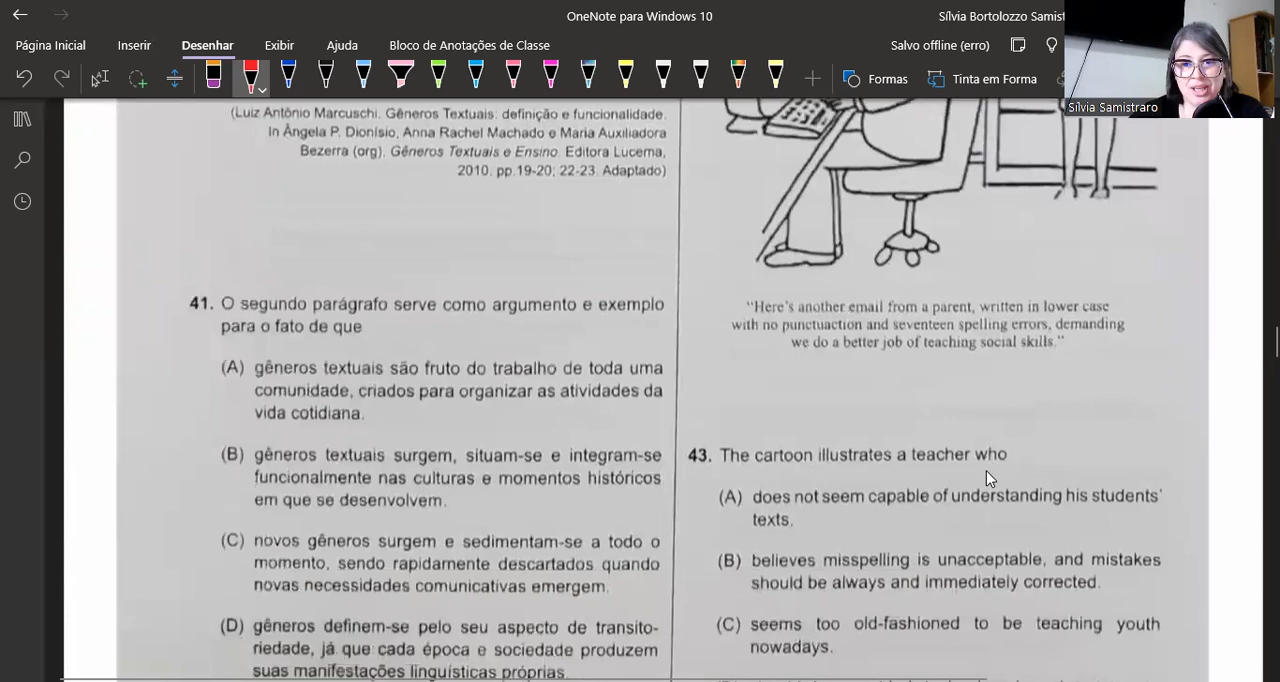 OneNote para Windows 10
Sílvia Bortolozzo Samist
Página Inicial
Inserir
Desenhar
Exibir
Ajuda
Bloco de Anotações de Classe
Salvo offline (erro)
Formas
Tinta em Forma
Sílvia Samistraro
(Luiz Antônio Marcuschi. Gêneros Textuais: definição e funcionalidade.
In Ângela P. Dionísio, Anna Rachel Machado e Maria Auxiliadora
Bezerra (org). Gêneros Textuais e Ensino. Editora Lucerna,
2010. pp.19-20; 22-23. Adaptado)
41. O segundo parágrafo serve como argumento e exemplo
para o fato de que
(A) gêneros textuais são fruto do trabalho de toda uma
comunidade, criados para organizar as atividades da
vida cotidiana.
(B) gêneros textuais surgem, situam-se e integram-se
funcionalmente nas culturas e momentos históricos
em que se desenvolvem.
(C) novos gêneros surgem e sedimentam-se a todo o
momento, sendo rapidamente descartados quando
novas necessidades comunicativas emergem.
(D) gêneros definem-se pelo seu aspecto de transito-
riedade, já que cada época e sociedade produzem
suas manifestações linguísticas próprias.
"Here's another email from a parent, written in lower case
with no punctuaction and seventeen spelling errors, demanding
we do a better job of teaching social skills."
43. The cartoon illustrates a teacher who
(A) does not seem capable of understanding his students'
texts.
(B) believes misspelling is unacceptable, and mistakes
should be always and immediately corrected.
(C) seems too old-fashioned to be teaching youth
nowadays.